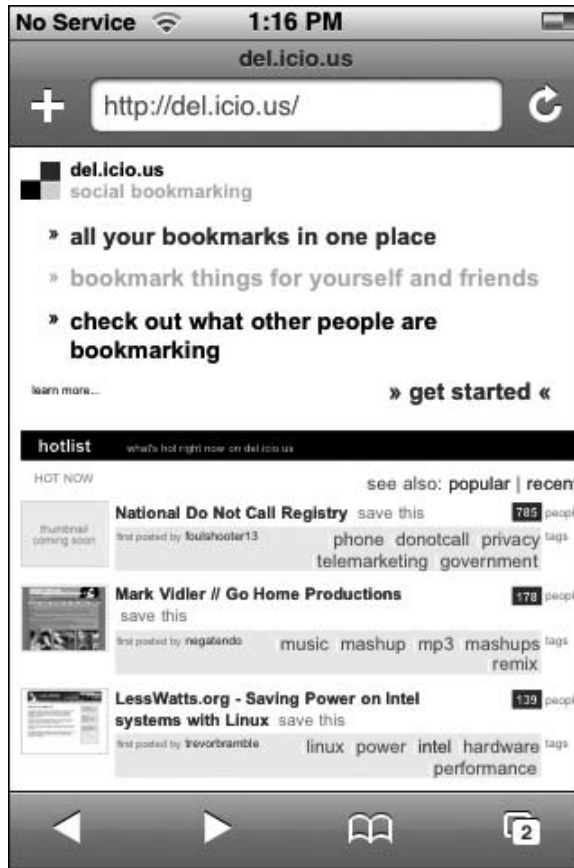 No Service 1:16 PM
del.icio.us
http://del.icio.us/
del.icio.us
social bookmarking
» all your bookmarks in one place
» bookmark things for yourself and friends
» check out what other people are
bookmarking
learn more...
» get started «
hotlist what's hot right now on del.icio.us
HOT NOW
see also: popular | recent
National Do Not Call Registry save this 785 peopl
thumbnail
coming soon
first posted by foulshooter13 phone donotcall privacy tags
telemarketing government
Mark Vidler // Go Home Productions 178 peopl
save this
first posted by negatendo music mashup mp3 mashups tags
remix
LessWatts.org - Saving Power on Intel 139 peopl
systems with Linux save this
first posted by trevorbramble linux power intel hardware tags
performance
2